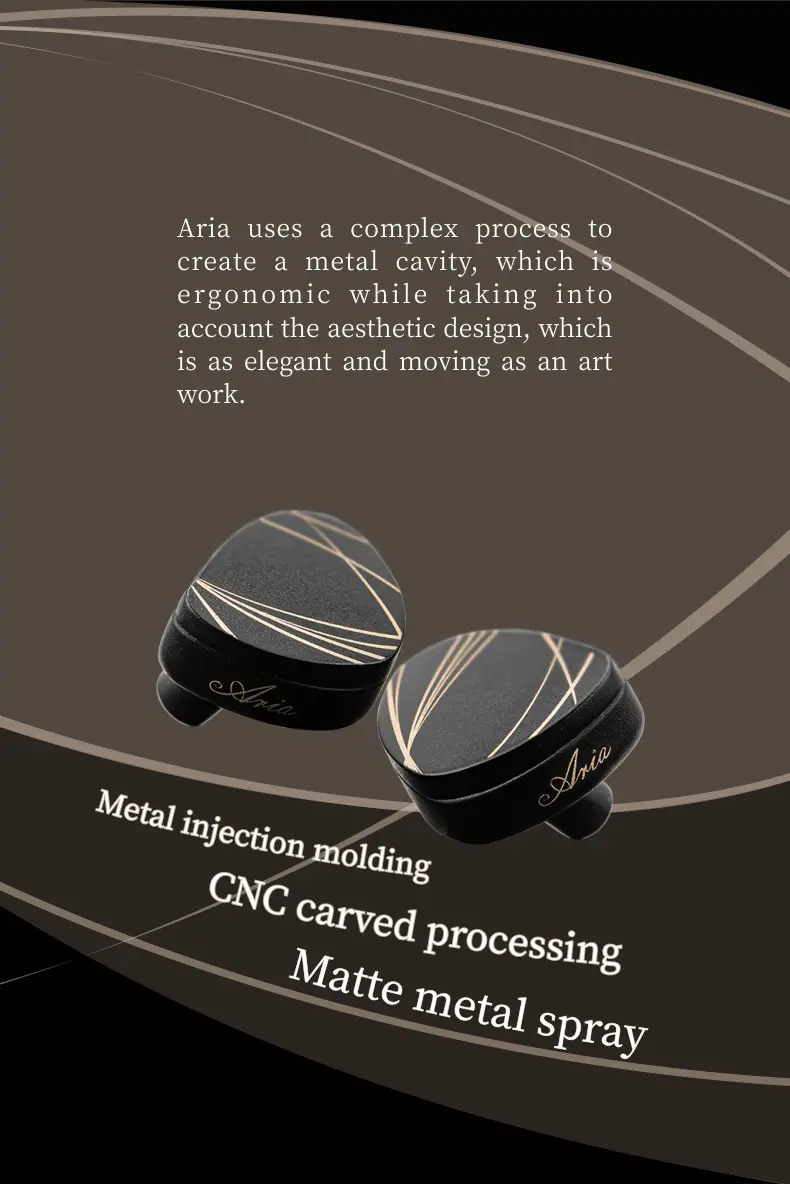 Aria uses a complex process to
create a metal cavity, which is
ergonomic while taking into
account the aesthetic design, which
is as elegant and moving as an art
work.
Aria
Aria
Metal injection molding
CNC carved processing
Matte metal spray